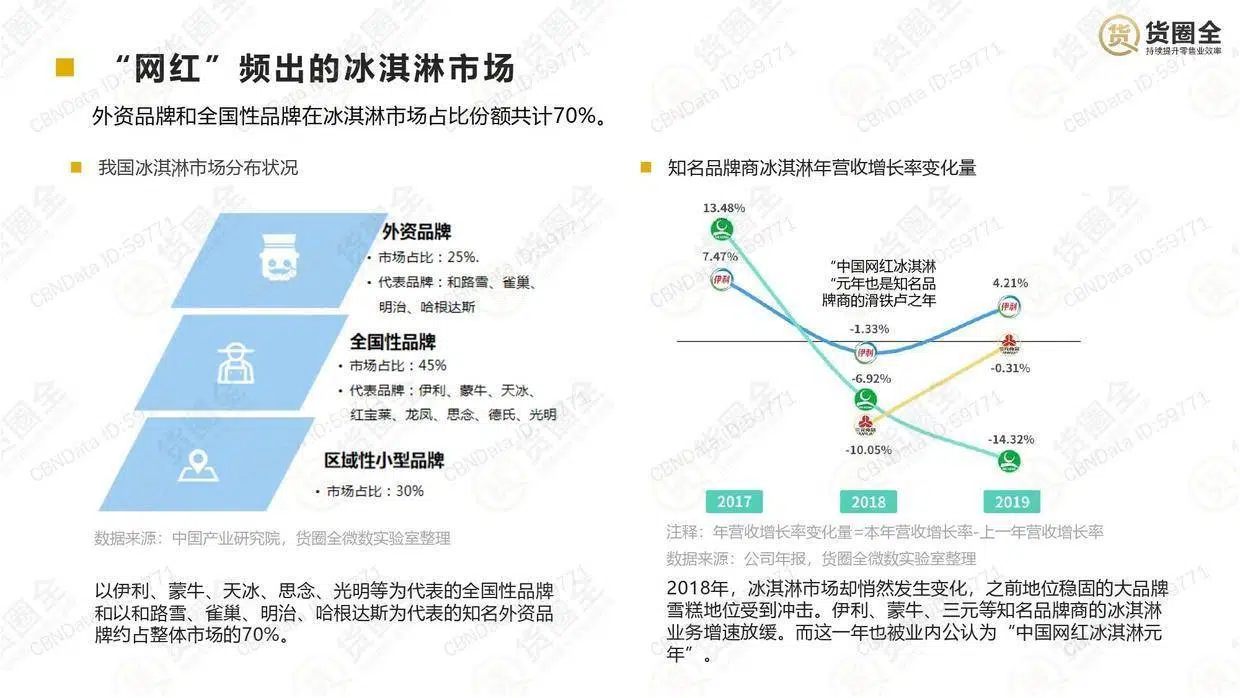 货圈全
持续提升零售业效率
“网红”频出的冰淇淋市场
外资品牌和全国性品牌在冰淇淋市场占比份额共计70%。
我国冰淇淋市场分布状况
外资品牌
• 市场占比：25%.
• 代表品牌：和路雪、雀巢、
明治、哈根达斯
全国性品牌
• 市场占比：45%
• 代表品牌：伊利、蒙牛、天冰、
红宝莱、龙凤、思念、德氏、光明
区域性小型品牌
• 市场占比：30%
数据来源：中国产业研究院，货圈全微数实验室整理
以伊利、蒙牛、天冰、思念、光明等为代表的全国性品牌
和以和路雪、雀巢、明治、哈根达斯为代表的知名外资品
牌约占整体市场的70%。
知名品牌商冰淇淋年营收增长率变化量
13.48%
7.47%
伊利
“中国网红冰淇淋
“元年也是知名品
牌商的滑铁卢之年
4.21%
伊利
-1.33%
伊利
-0.31%
-6.92%
-10.05%
-14.32%
2017
2018
2019
注释：年营收增长率变化量=本年营收增长率-上一年营收增长率
数据来源：公司年报，货圈全微数实验室整理
2018年，冰淇淋市场却悄然发生变化，之前地位稳固的大品牌
雪糕地位受到冲击。伊利、蒙牛、三元等知名品牌商的冰淇淋
业务增速放缓。而这一年也被业内公认为“中国网红冰淇淋元
年”。
CBNData ID:59771